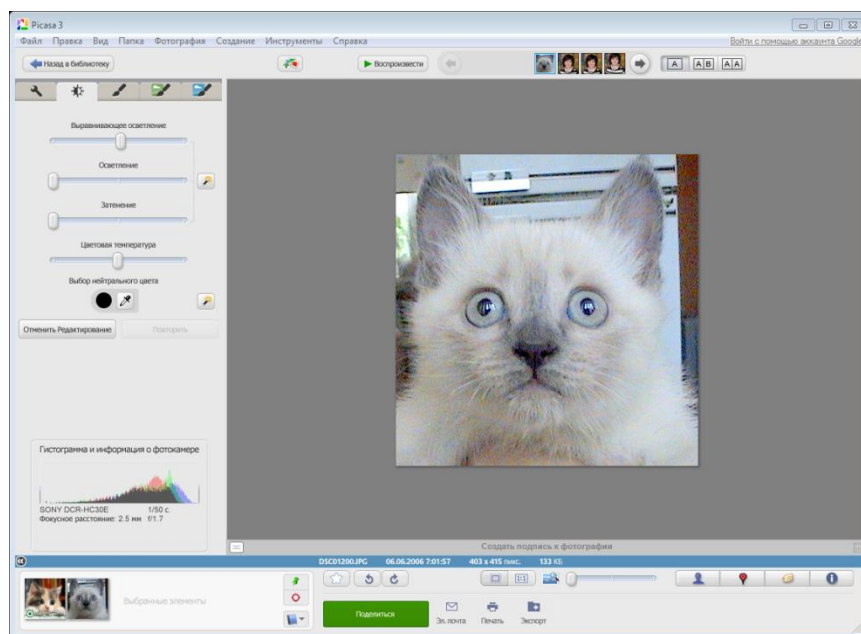 Picasa 3
Файл Правка Вид Папка Фотография Создание Инструменты Справка
Войти с помощью аккаунта Google
Назад в библиотеку
Воспроизвести
A AB AA
Выравнивающее осветление
Осветление
Затенение
Цветовая температура
Выбор нейтрального цвета
Отменить Редактирование Повторить
Гистограмма и информация о фотокамере
SONY DCR-HC30E 1/50 с.
Фокусное расстояние: 2.5 мм f/1.7
Создать подпись к фотографии
DSC01200.JPG 06.06.2006 7:01:57 403 x 415 пикс. 133 КБ
Выбранные элементы
1:1
Поделиться
Эл. почта Печать Экспорт